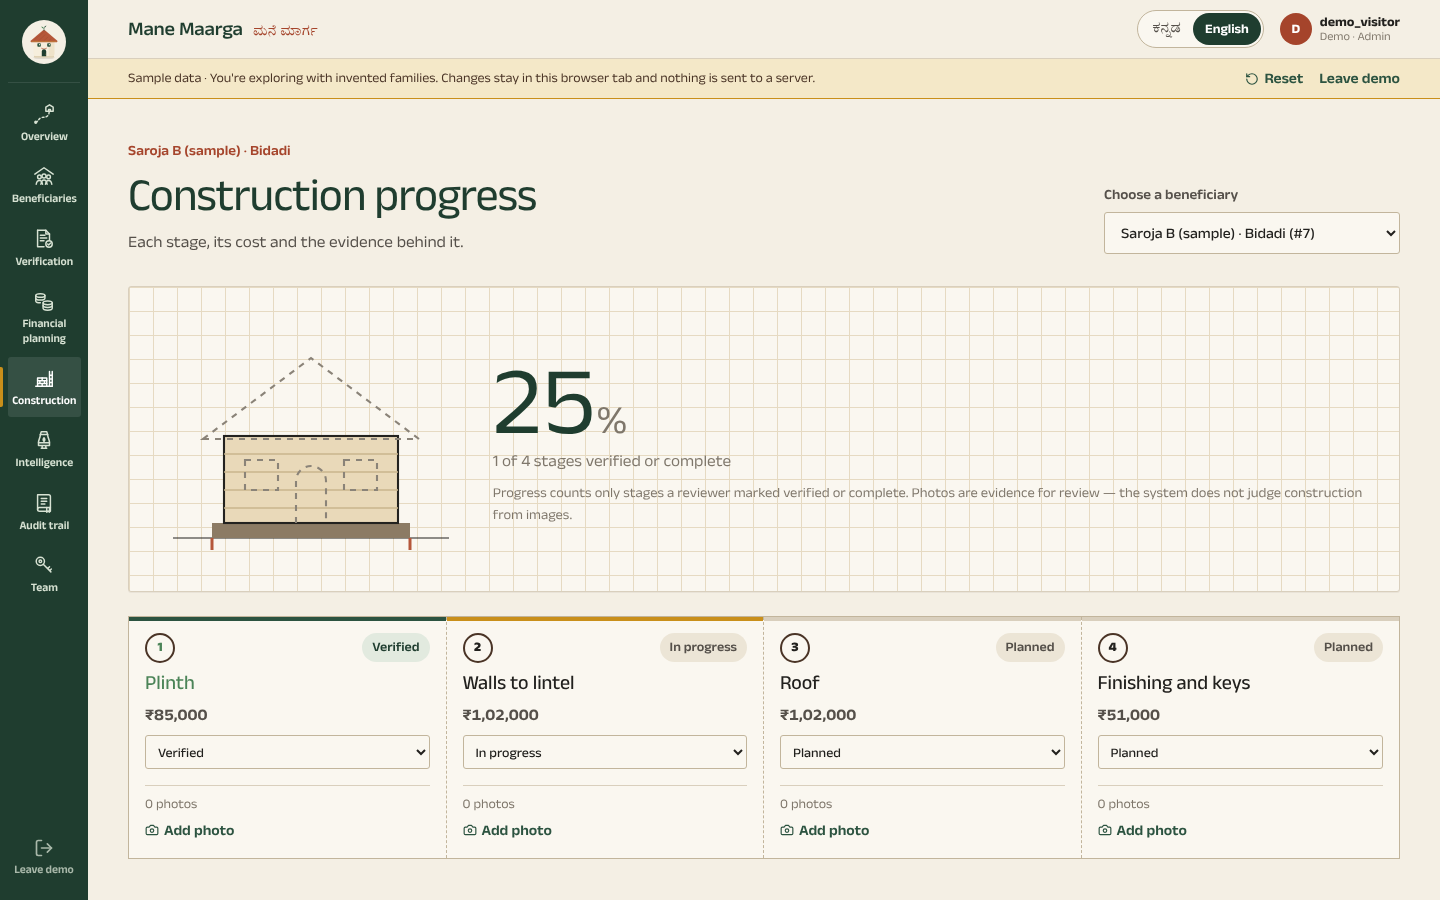 Mane Maarga ಮನೆ ಮಾರ್ಗ
ಕನ್ನಡ English
D
demo_visitor
Demo · Admin
Sample data · You're exploring with invented families. Changes stay in this browser tab and nothing is sent to a server.
Reset Leave demo
Overview
Beneficiaries
Verification
Financial
planning
Construction
Intelligence
Audit trail
Team
Leave demo
Saroja B (sample) · Bidadi
Construction progress
Each stage, its cost and the evidence behind it.
Choose a beneficiary
Saroja B (sample) · Bidadi (#7)
25%
1 of 4 stages verified or complete
Progress counts only stages a reviewer marked verified or complete. Photos are evidence for review — the system does not judge construction
from images.
1 Verified
Plinth
₹85,000
Verified
0 photos
Add photo
2 In progress
Walls to lintel
₹1,02,000
In progress
0 photos
Add photo
3 Planned
Roof
₹1,02,000
Planned
0 photos
Add photo
4 Planned
Finishing and keys
₹51,000
Planned
0 photos
Add photo